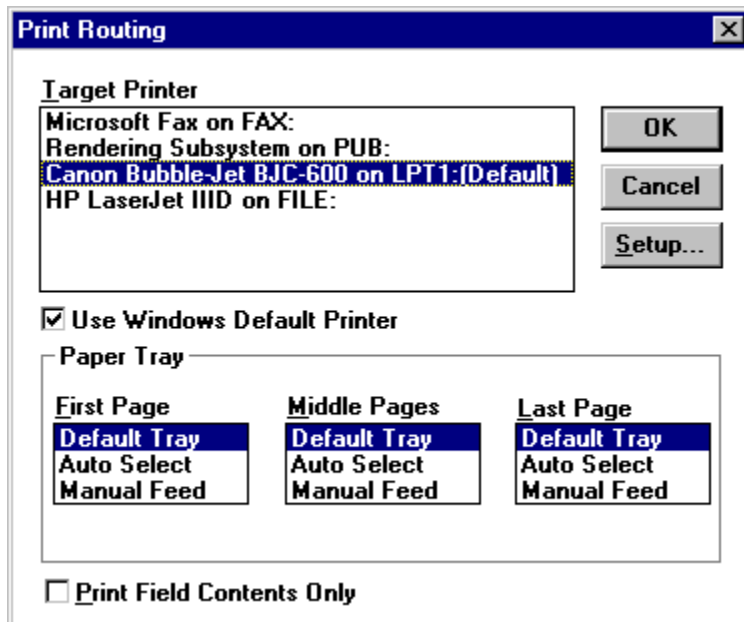 Print Routing
Target Printer
Microsoft Fax on FAX:
Rendering Subsystem on PUB:
Canon Bubble-Jet BJC-600 on LPT1:(Default)
HP LaserJet IIID on FILE:
OK
Cancel
Setup...
Use Windows Default Printer
Paper Tray
First Page
Default Tray
Auto Select
Manual Feed
Middle Pages
Default Tray
Auto Select
Manual Feed
Last Page
Default Tray
Auto Select
Manual Feed
Print Field Contents Only